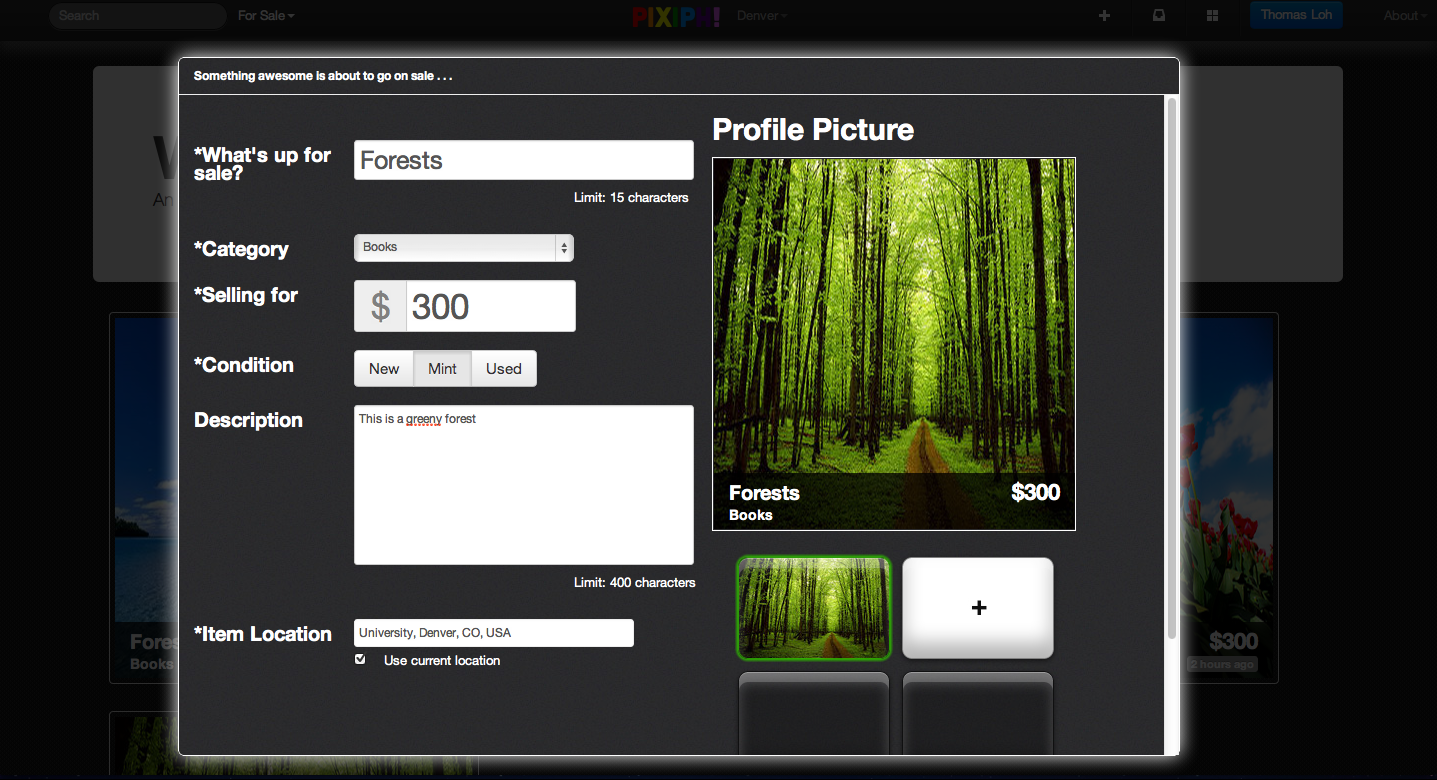 Search
For Sale
PIXIP
!
Denver
Thomas Loh
About
Something awesome is about to go on sale . . .
*What's up for
sale?
Forests
Limit: 15 characters
*Category
Books
*Selling for
$ 300
*Condition
New Mint Used
Description
This is a greeny forest
Limit: 400 characters
*Item Location
University, Denver, CO, USA
Use current location
Profile Picture
Forests
$300
Books
+
W
An
Fores
Books
$300
2 hours ago